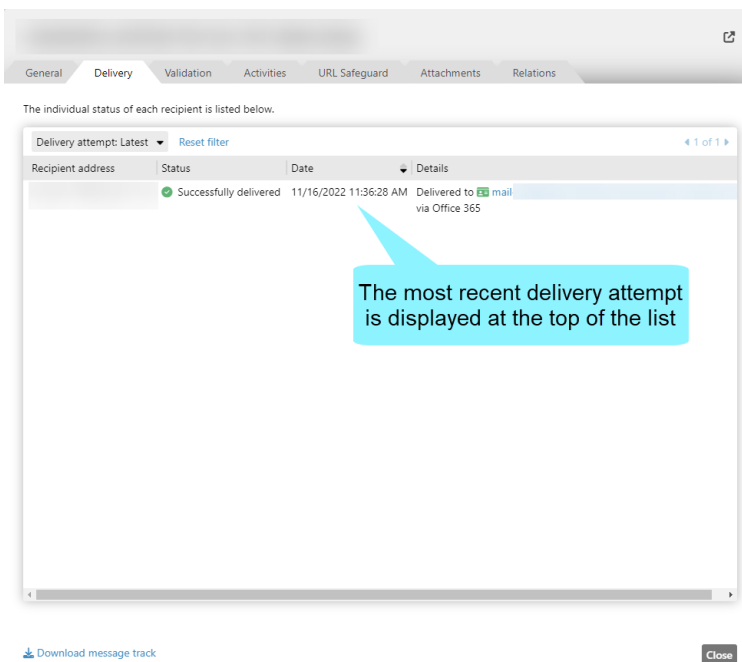 General Delivery Validation Activities URL Safeguard Attachments Relations
The individual status of each recipient is listed below.
Delivery attempt: Latest Reset filter 1 of 1
Recipient address Status Date Details
Successfully delivered 11/16/2022 11:36:28 AM Delivered to mail
via Office 365
The most recent delivery attempt
is displayed at the top of the list
Download message track Close